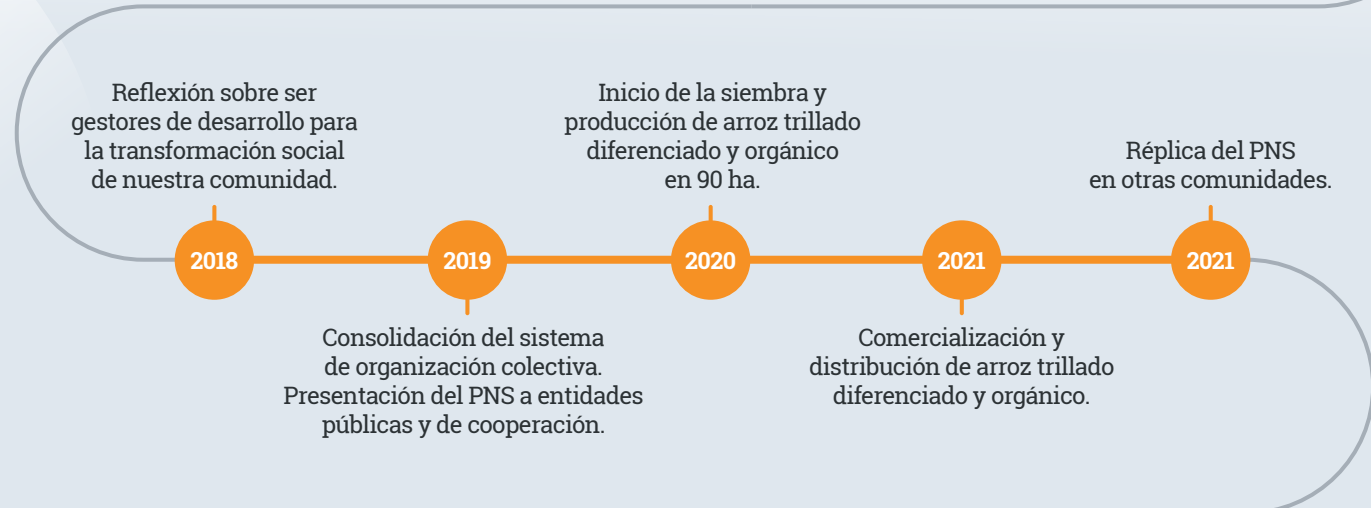 Reflexión sobre ser
gestores de desarrollo para
la transformación social
de nuestra comunidad.
2018
2019
Consolidación del sistema
de organización colectiva.
Presentación del PNS a entidades
públicas y de cooperación.
Inicio de la siembra y
producción de arroz trillado
diferenciado y orgánico
en 90 ha.
2020
2021
Comercialización y
distribución de arroz trillado
diferenciado y orgánico.
Réplica del PNS
en otras comunidades.
2021